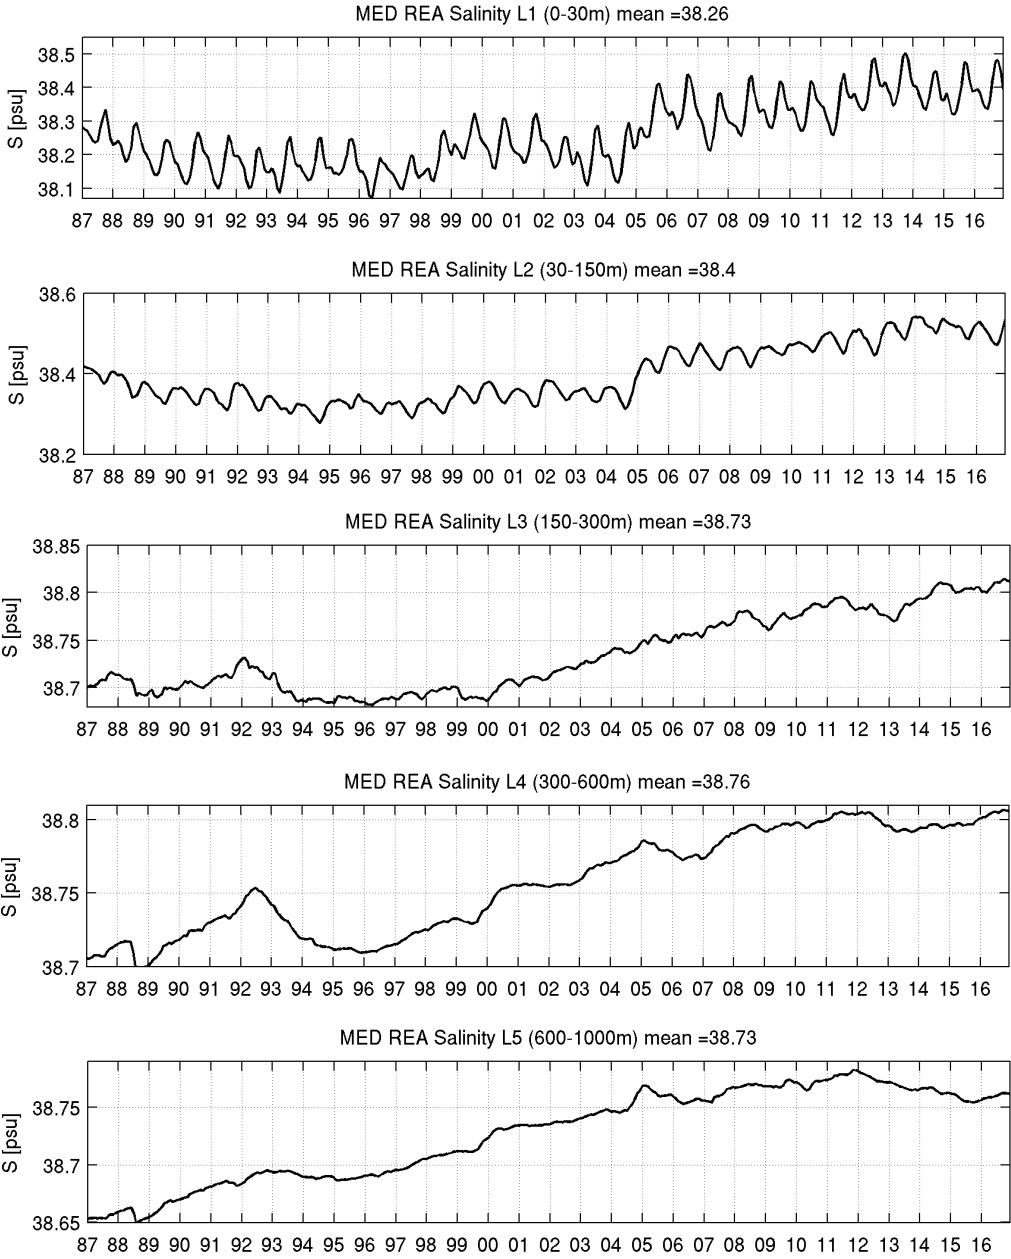 MED REA Salinity L1 (0-30m) mean =38.26
S [psu]
38.5
38.4
38.3
38.2
38.1
87 88 89 90 91 92 93 94 95 96 97 98 99 00 01 02 03 04 05 06 07 08 09 10 11 12 13 14 15 16
MED REA Salinity L2 (30-150m) mean =38.4
S [psu]
38.6
38.4
38.2
87 88 89 90 91 92 93 94 95 96 97 98 99 00 01 02 03 04 05 06 07 08 09 10 11 12 13 14 15 16
MED REA Salinity L3 (150-300m) mean =38.73
S [psu]
38.85
38.8
38.75
38.7
87 88 89 90 91 92 93 94 95 96 97 98 99 00 01 02 03 04 05 06 07 08 09 10 11 12 13 14 15 16
MED REA Salinity L4 (300-600m) mean =38.76
S [psu]
38.8
38.75
38.7
87 88 89 90 91 92 93 94 95 96 97 98 99 00 01 02 03 04 05 06 07 08 09 10 11 12 13 14 15 16
MED REA Salinity L5 (600-1000m) mean =38.73
S [psu]
38.75
38.7
38.65
87 88 89 90 91 92 93 94 95 96 97 98 99 00 01 02 03 04 05 06 07 08 09 10 11 12 13 14 15 16